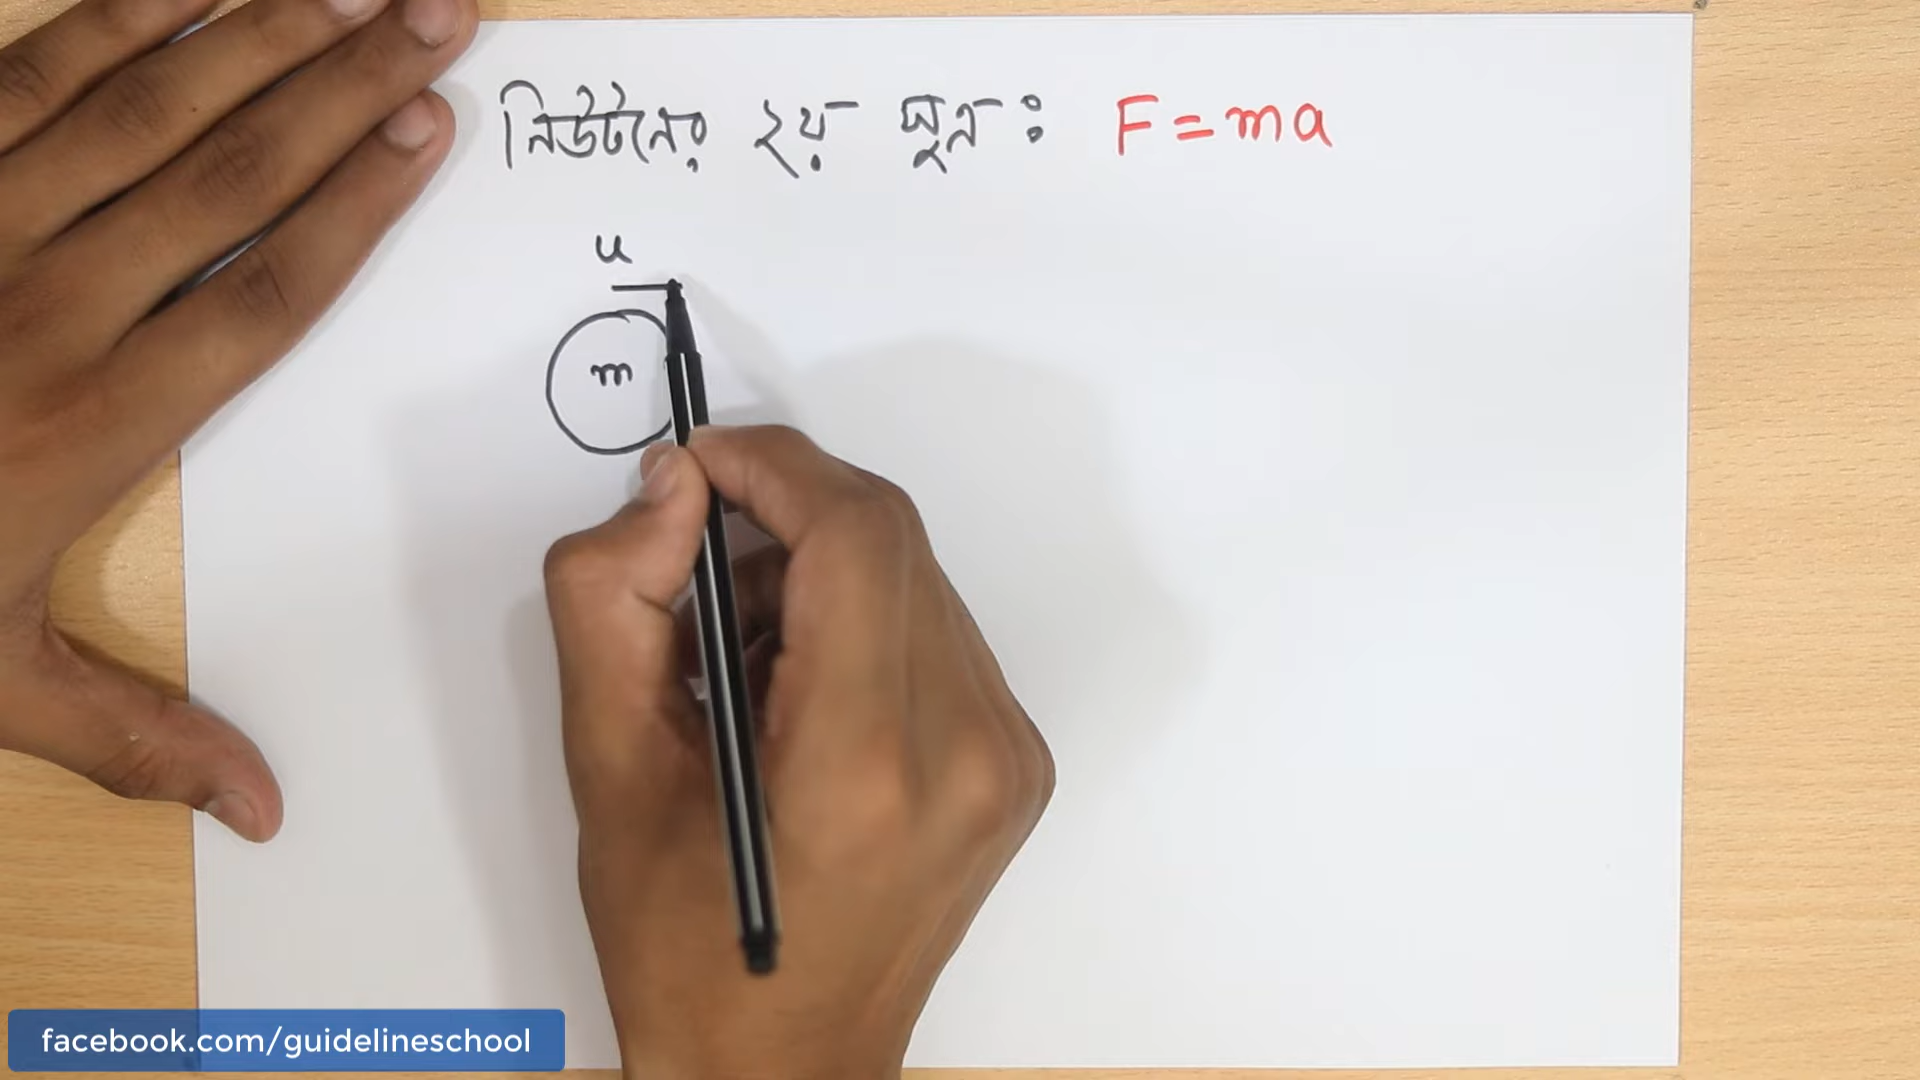 নিউটনের ২য় সূত্র: F = ma
u
m
facebook.com/guidelineschool